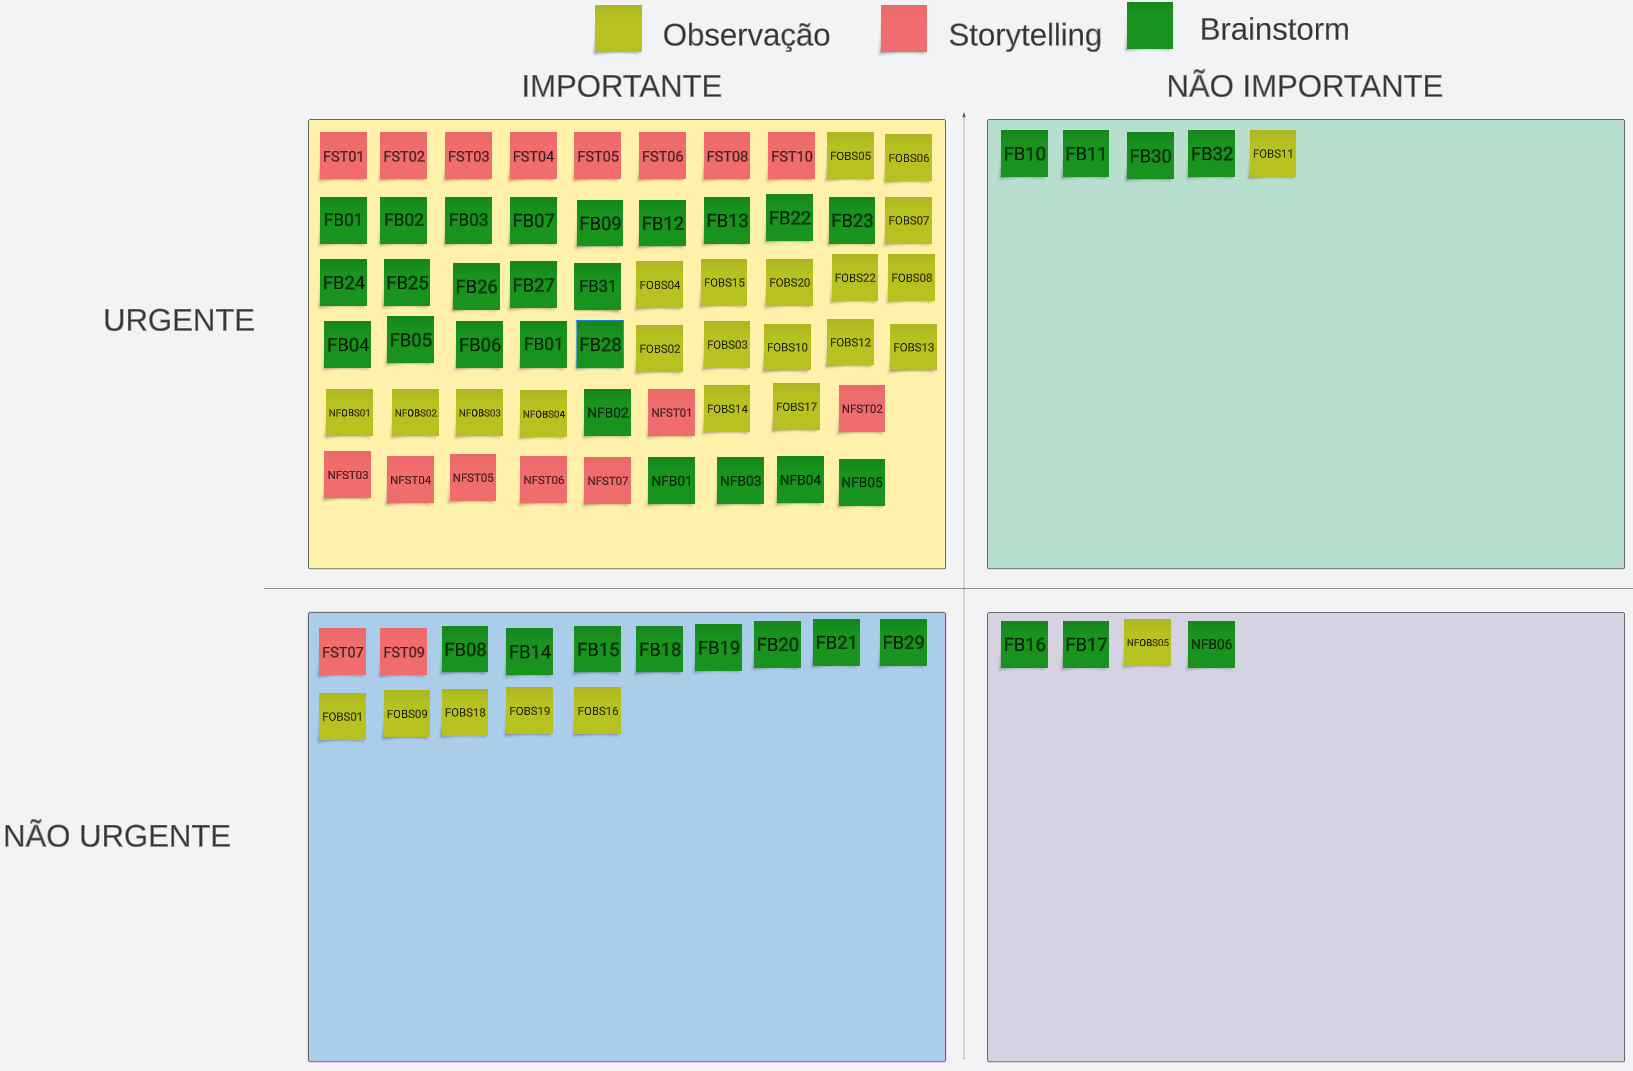 Observação Storytelling Brainstorm
IMPORTANTE NÃO IMPORTANTE
FST01 FST02 FST03 FST04 FST05 FST06 FST08 FST10 FOBS05 FOBS06
FB01 FB02 FB03 FB07 FB09 FB12 FB13 FB22 FB23 FOBS07
FB24 FB25 FB26 FB27 FB31 FOBS04 FOBS15 FOBS20 FOBS22 FOBS08
URGENTE
FB04 FB05 FB06 FB01 FB28 FOBS02 FOBS03 FOBS10 FOBS12 FOBS13
NFOBS01 NFOBS02 NFOBS03 NFOBS04 NFB02 NFST01 FOBS14 FOBS17 NFST02
NFST03 NFST04 NFST05 NFST06 NFST07 NFB01 NFB03 NFB04 NFB05
FB10 FB11 FB30 FB32 FOBS11
FST07 FST09 FB08 FB14 FB15 FB18 FB19 FB20 FB21 FB29
FOBS01 FOBS09 FOBS18 FOBS19 FOBS16
NÃO URGENTE
FB16 FB17 NFOBS05 NFB06